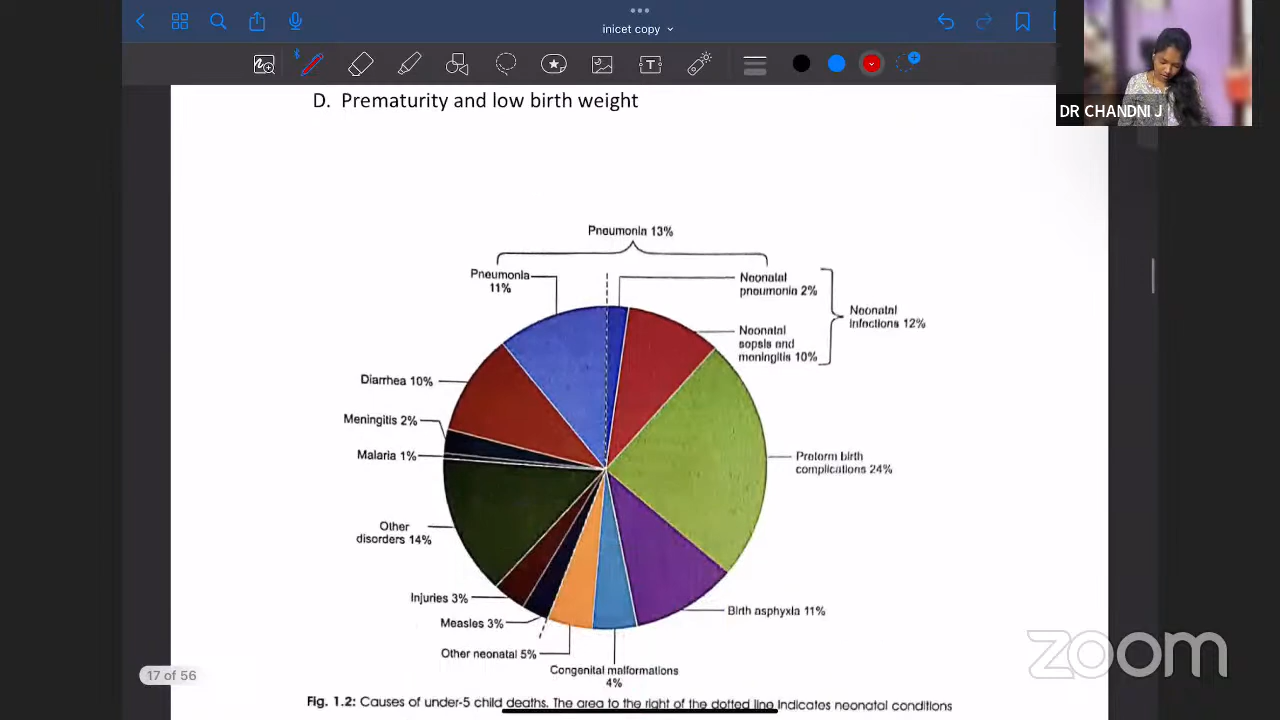 inicet copy
DR CHANDNI J
D. Prematurity and low birth weight
Pneumonia 13%
Pneumonia
11%
Neonatal
pneumonia 2%
Neonatal
infections 12%
Neonatal
sepsis and
meningitis 10%
Diarrhea 10%
Meningitis 2%
Malaria 1%
Preterm birth
complications 24%
Other
disorders 14%
Injuries 3%
Birth asphyxia 11%
Measles 3%
Other neonatal 5%
Congenital malformations
4%
zoom
17 of 56
Fig. 1.2: Causes of under-5 child deaths. The area to the right of the dotted line indicates neonatal conditions